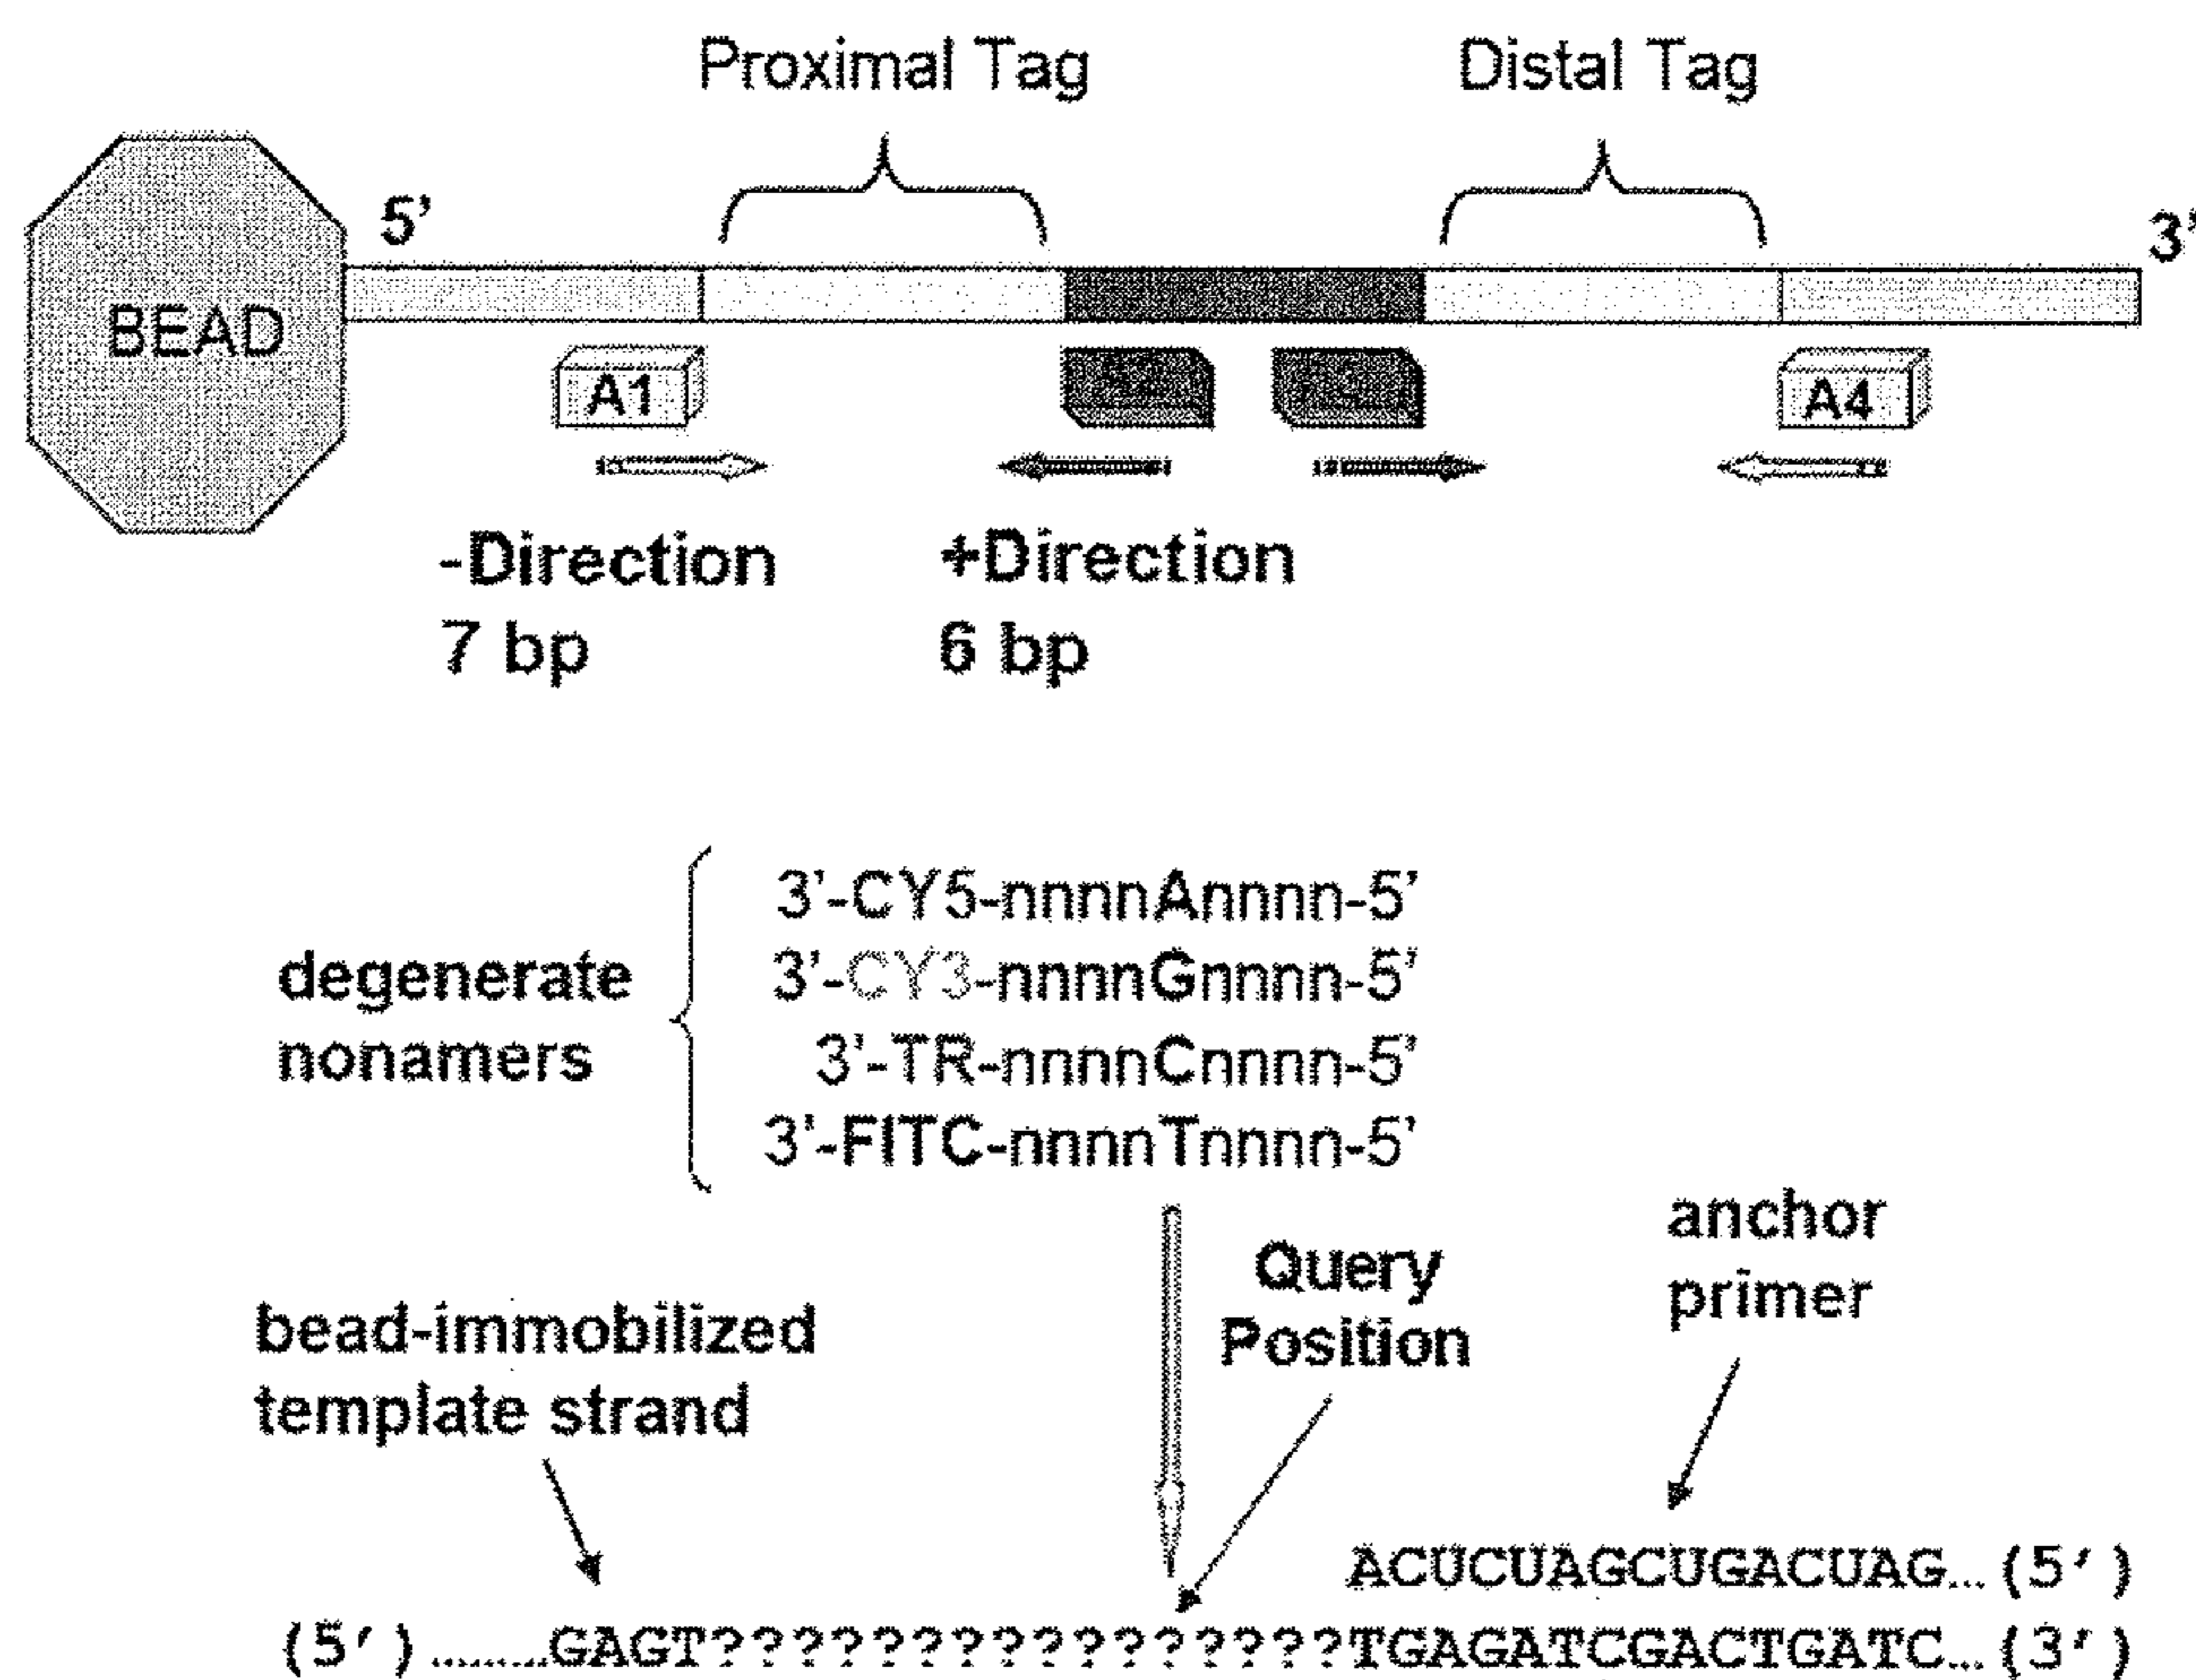 Proximal Tag
Distal Tag
5'
3'
BEAD
A1
A4
-Direction
+Direction
7 bp
6 bp
3'-CY5-nnnnAnnnn-5'
3'-CY3-nnnnGnnnn-5'
degenerate
nonamers
3'-TR-nnnnCnnnn-5'
3'-FITC-nnnnTnnnn-5'
anchor
primer
Query
Position
bead-immobilized
template strand
ACUCUAGCUGACUAG...(5')
(5').........GAGT????????????????TGAGATCGACTGATC...(3')